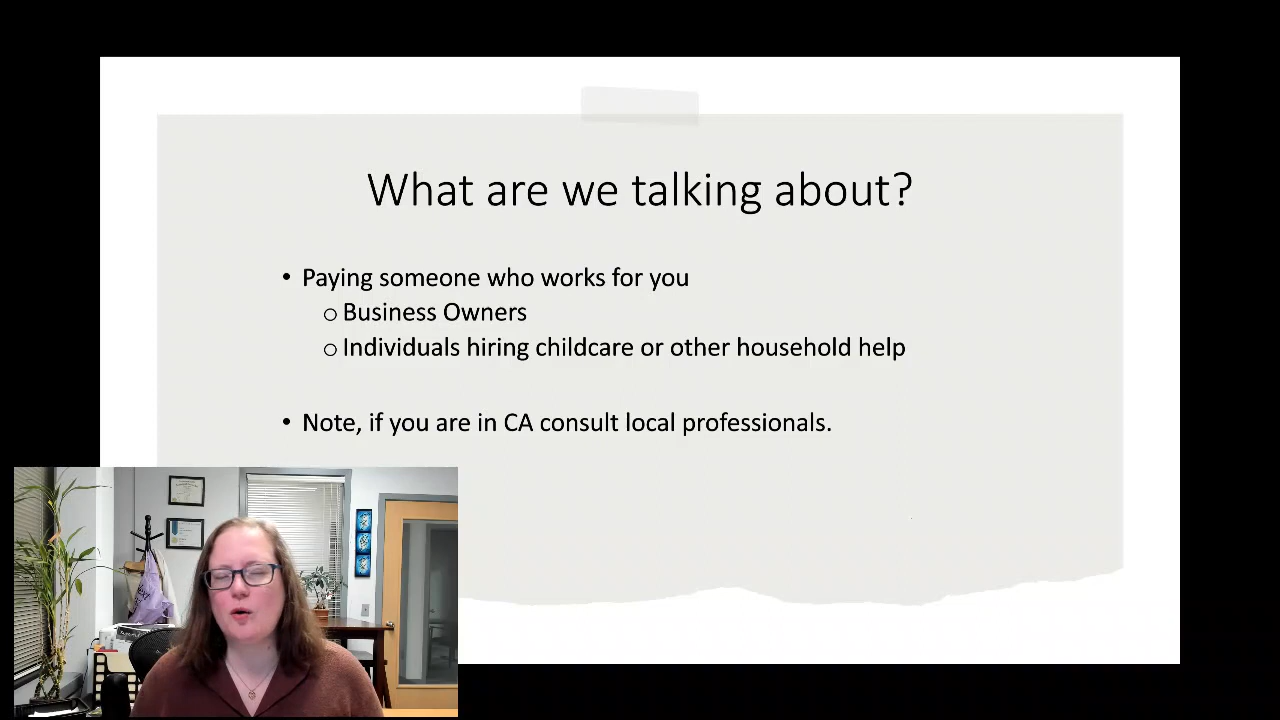 What are we talking about?
• Paying someone who works for you
o Business Owners
o Individuals hiring childcare or other household help
• Note, if you are in CA consult local professionals.